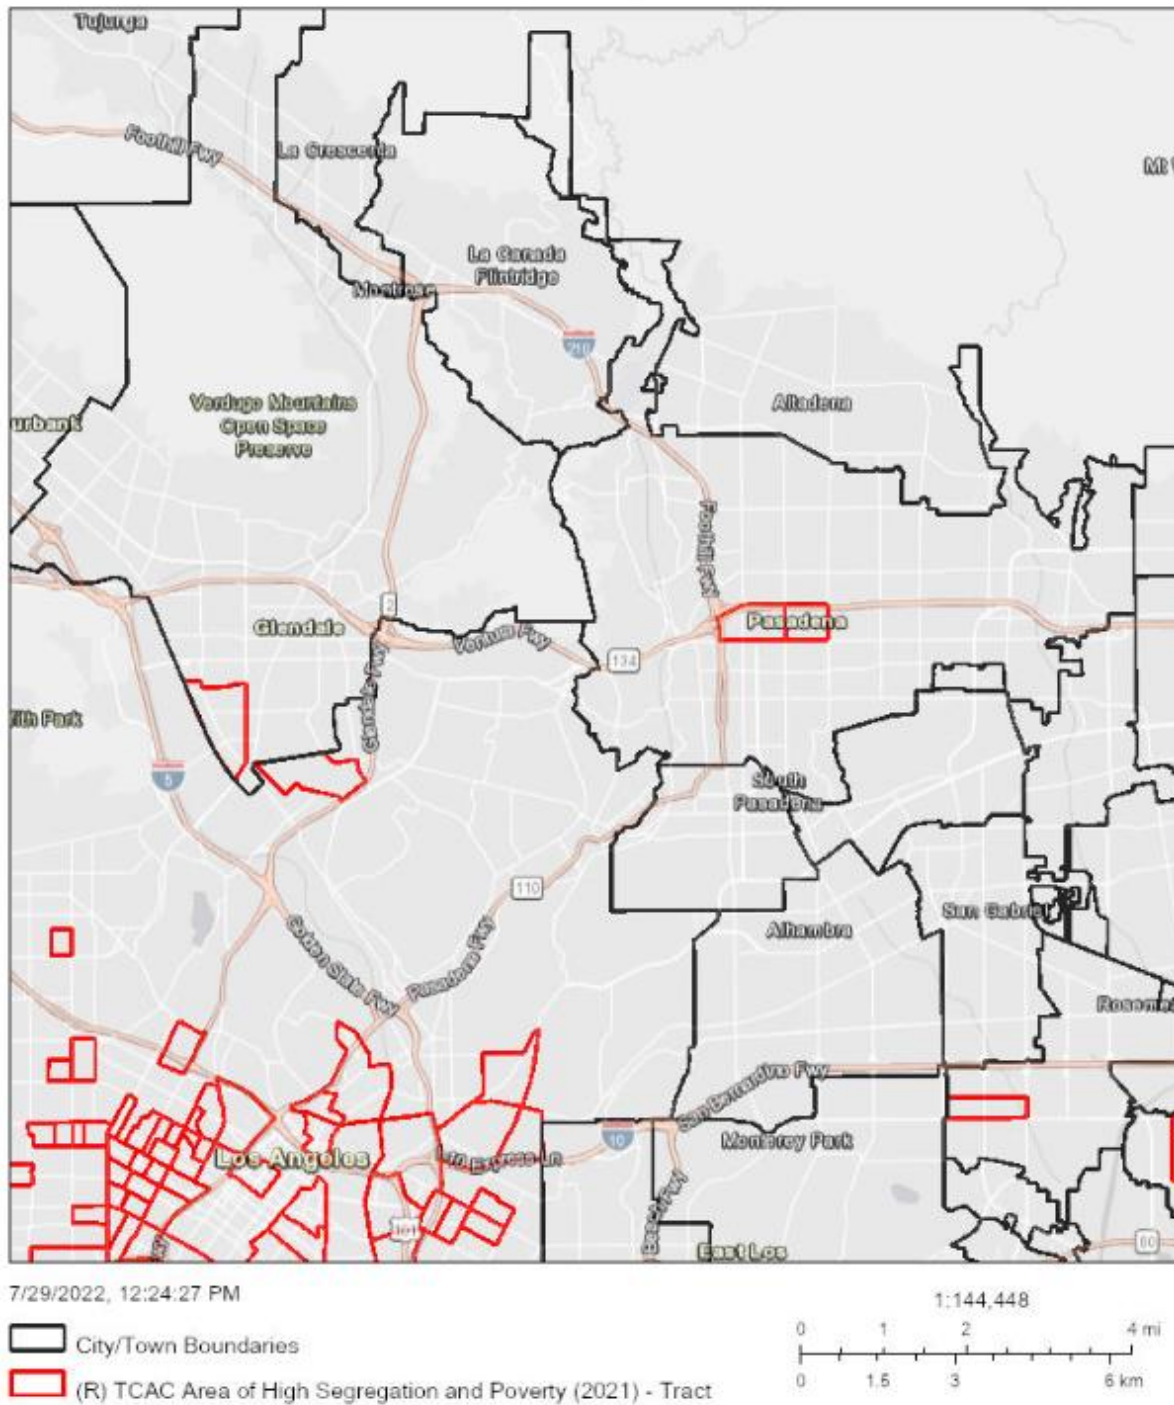 Tujunga
Foothill Fwy
La Crescenta
La Canada
Flintridge
Montrose
210
Verdugo Mountains
Open Space
Preserve
urbank
Altadena
Foothill Fwy
2
Glendale
Ventura Fwy
134
Pasadena
Glendale Fwy
ith Park
5
South
Pasadena
110
San Gabriel
Alhambra
Golden State Fwy
Pasadena Fwy
Roseme
San Bernardino Fwy
10
Monterey Park
Los Angeles
Express Ln
101
East Los
60
7/29/2022, 12:24:27 PM
1:144,448
City/Town Boundaries
0 1 2 4 mi
(R) TCAC Area of High Segregation and Poverty (2021) - Tract
0 1.5 3 6 km